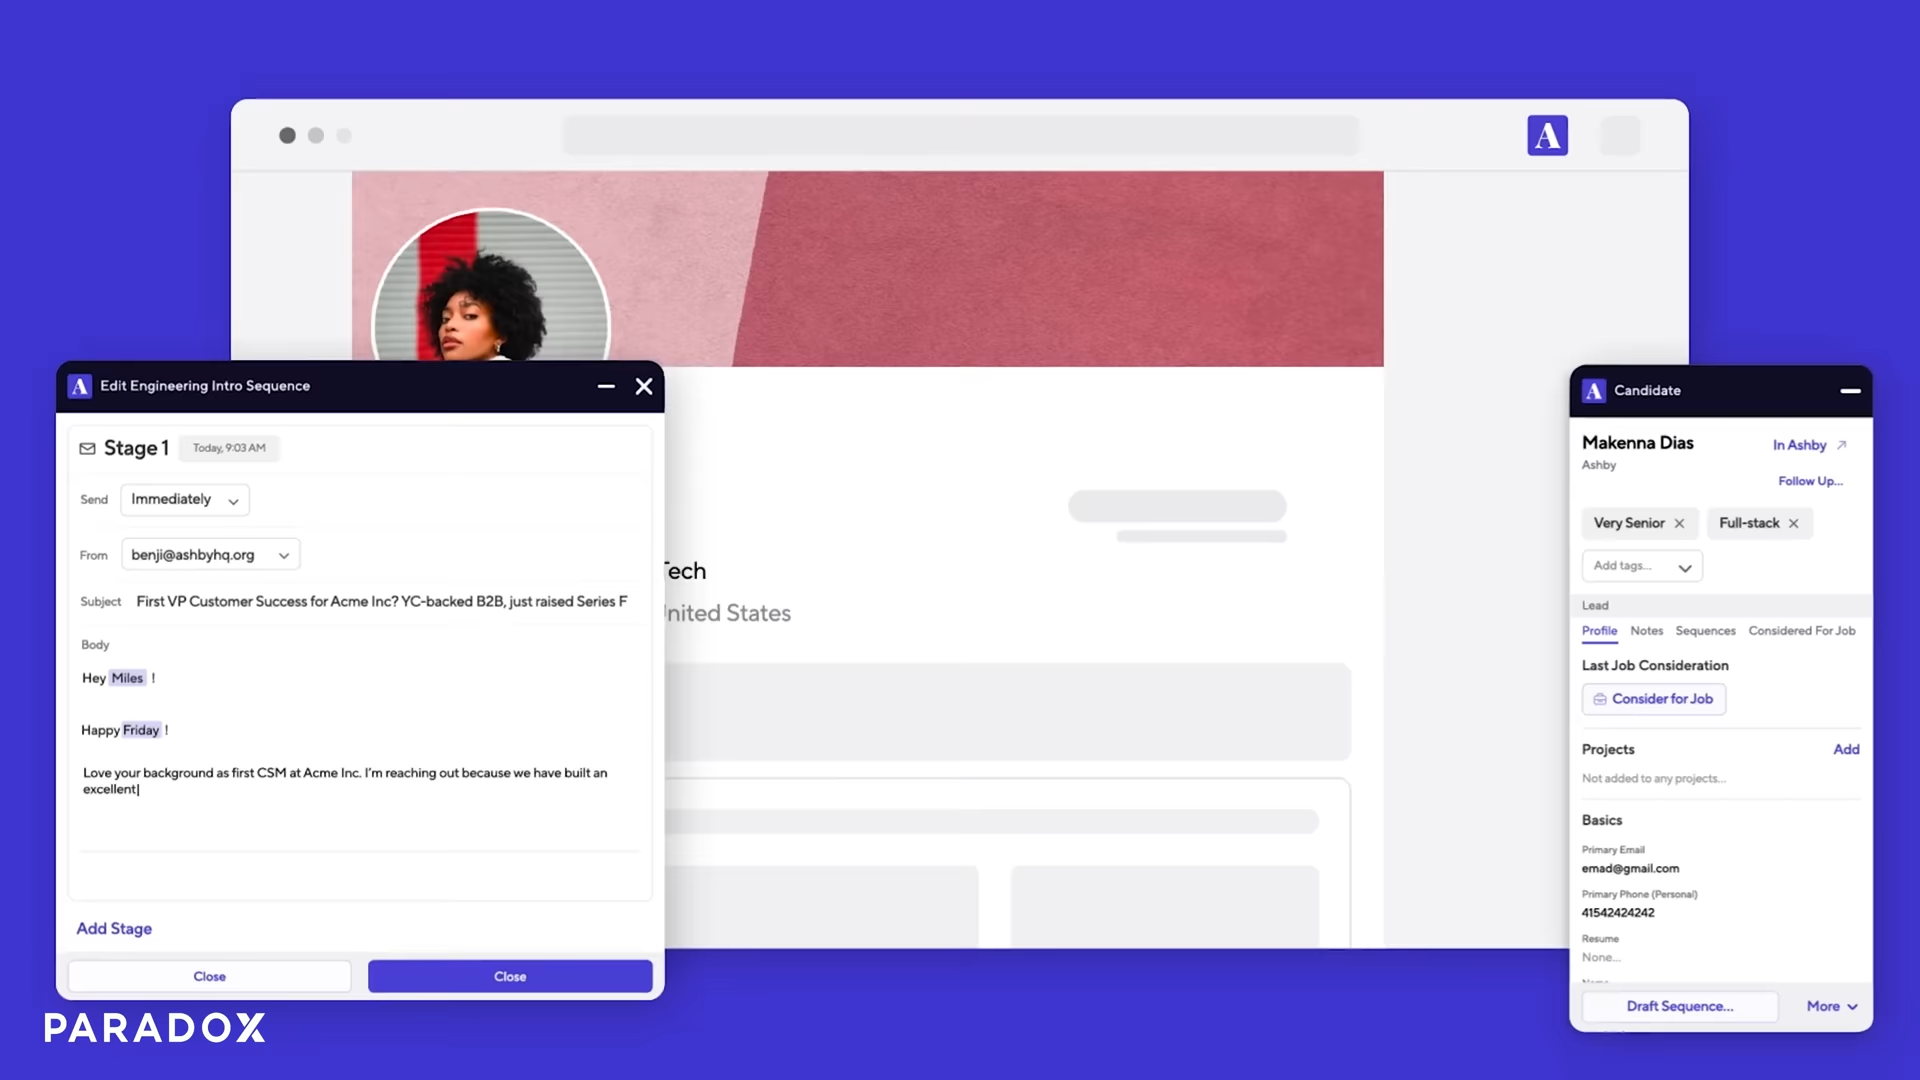 A
A Edit Engineering Intro Sequence
Stage 1 Today, 9:03 AM
Send Immediately
From benji@ashbyhq.org
Subject First VP Customer Success for Acme Inc? YC-backed B2B, just raised Series F
Body
Hey Miles !
Happy Friday !
Love your background as first CSM at Acme Inc. I'm reaching out because we have built an
excellent
Add Stage
Close Close
Tech
United States
A Candidate
Makenna Dias In Ashby
Ashby
Follow Up...
Very Senior Full-stack
Add tags...
Lead
Profile Notes Sequences Considered For Job
Last Job Consideration
Consider for Job
Projects Add
Not added to any projects...
Basics
Primary Email
emad@gmail.com
Primary Phone (Personal)
41542424242
Resume
None...
Draft Sequence... More
PARADOX